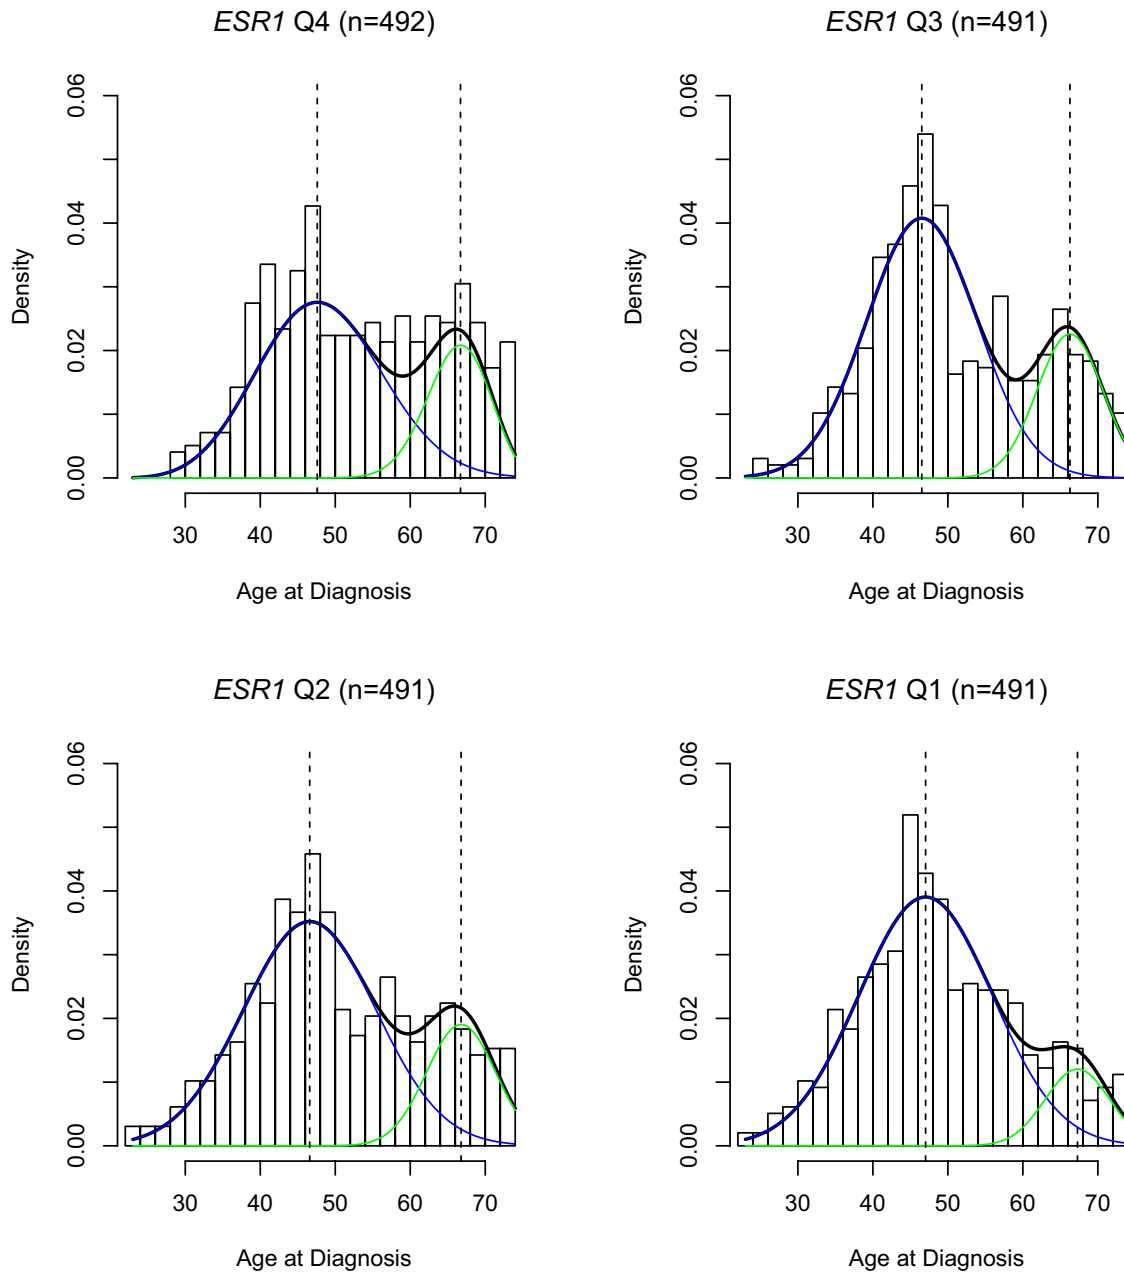 ESR1 Q4 (n=492)
Density
0.00 0.02 0.04 0.06
30 40 50 60 70
Age at Diagnosis
ESR1 Q3 (n=491)
Density
0.00 0.02 0.04 0.06
30 40 50 60 70
Age at Diagnosis
ESR1 Q2 (n=491)
Density
0.00 0.02 0.04 0.06
30 40 50 60 70
Age at Diagnosis
ESR1 Q1 (n=491)
Density
0.00 0.02 0.04 0.06
30 40 50 60 70
Age at Diagnosis